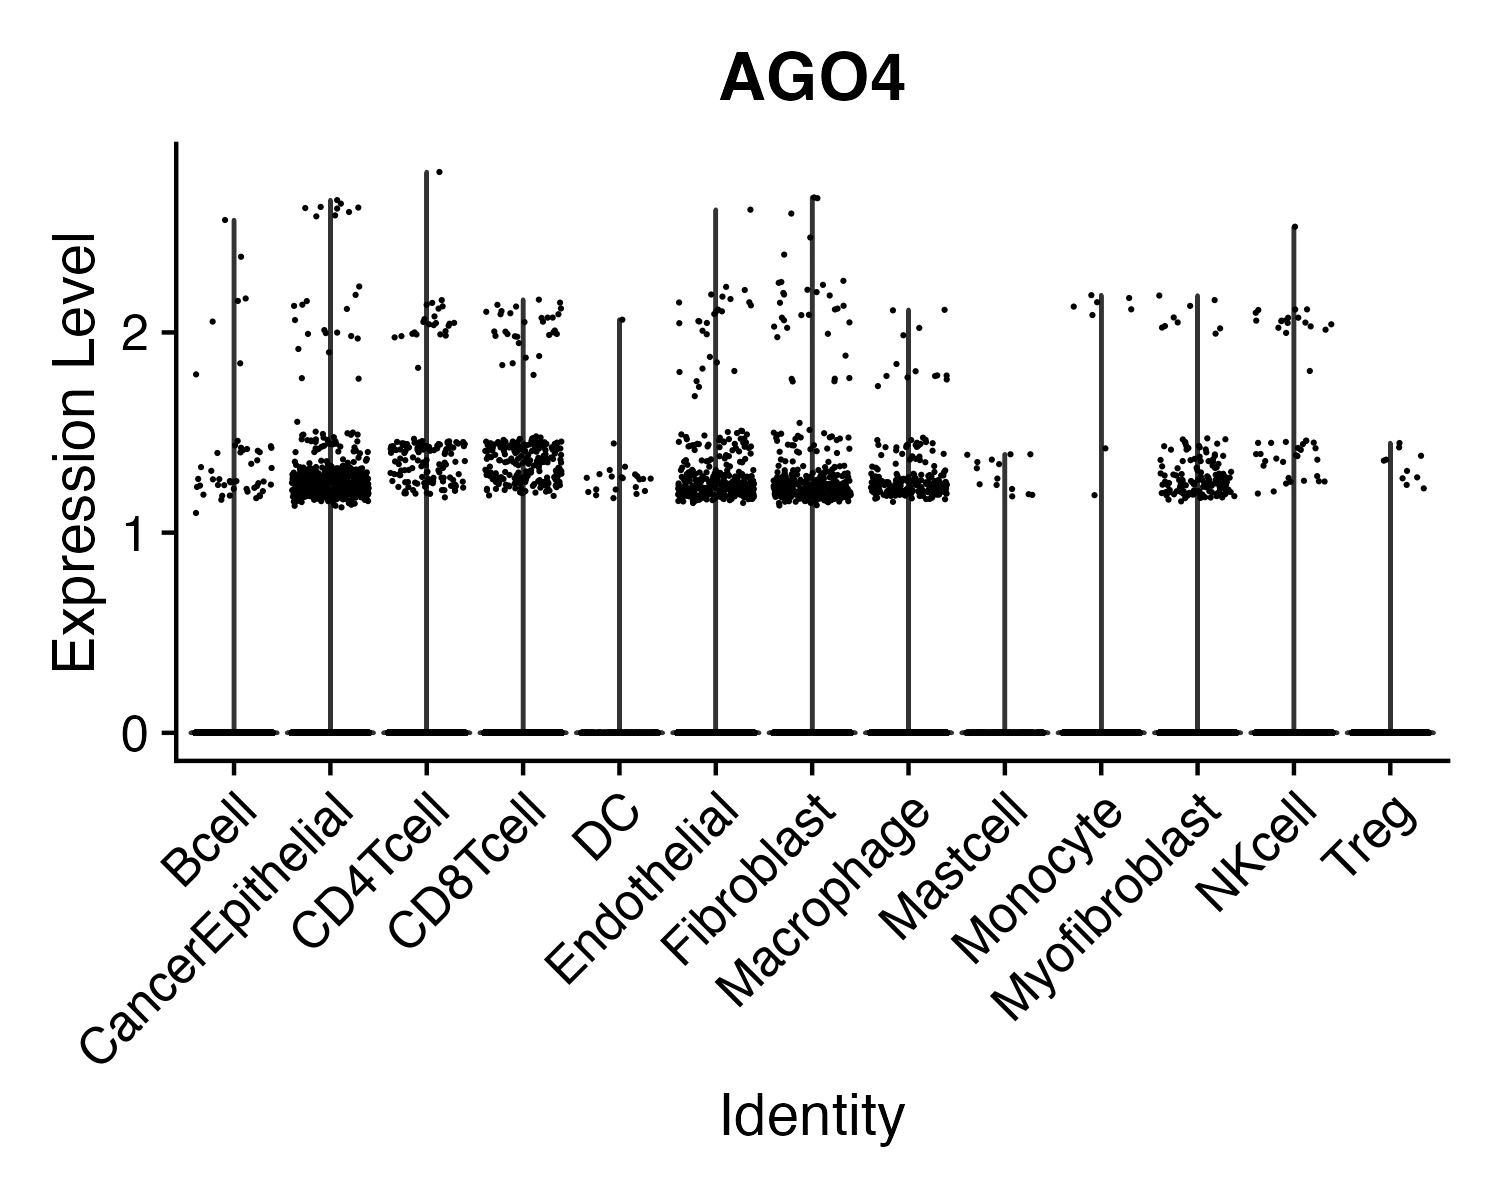 AGO4
Expression Level
2
1
0
Bcell
CancerEpithelial
CD4Tcell
CD8Tcell
DC
Endothelial
Fibroblast
Macrophage
Mastcell
Monocyte
Myofibroblast
NKcell
Treg
Identity